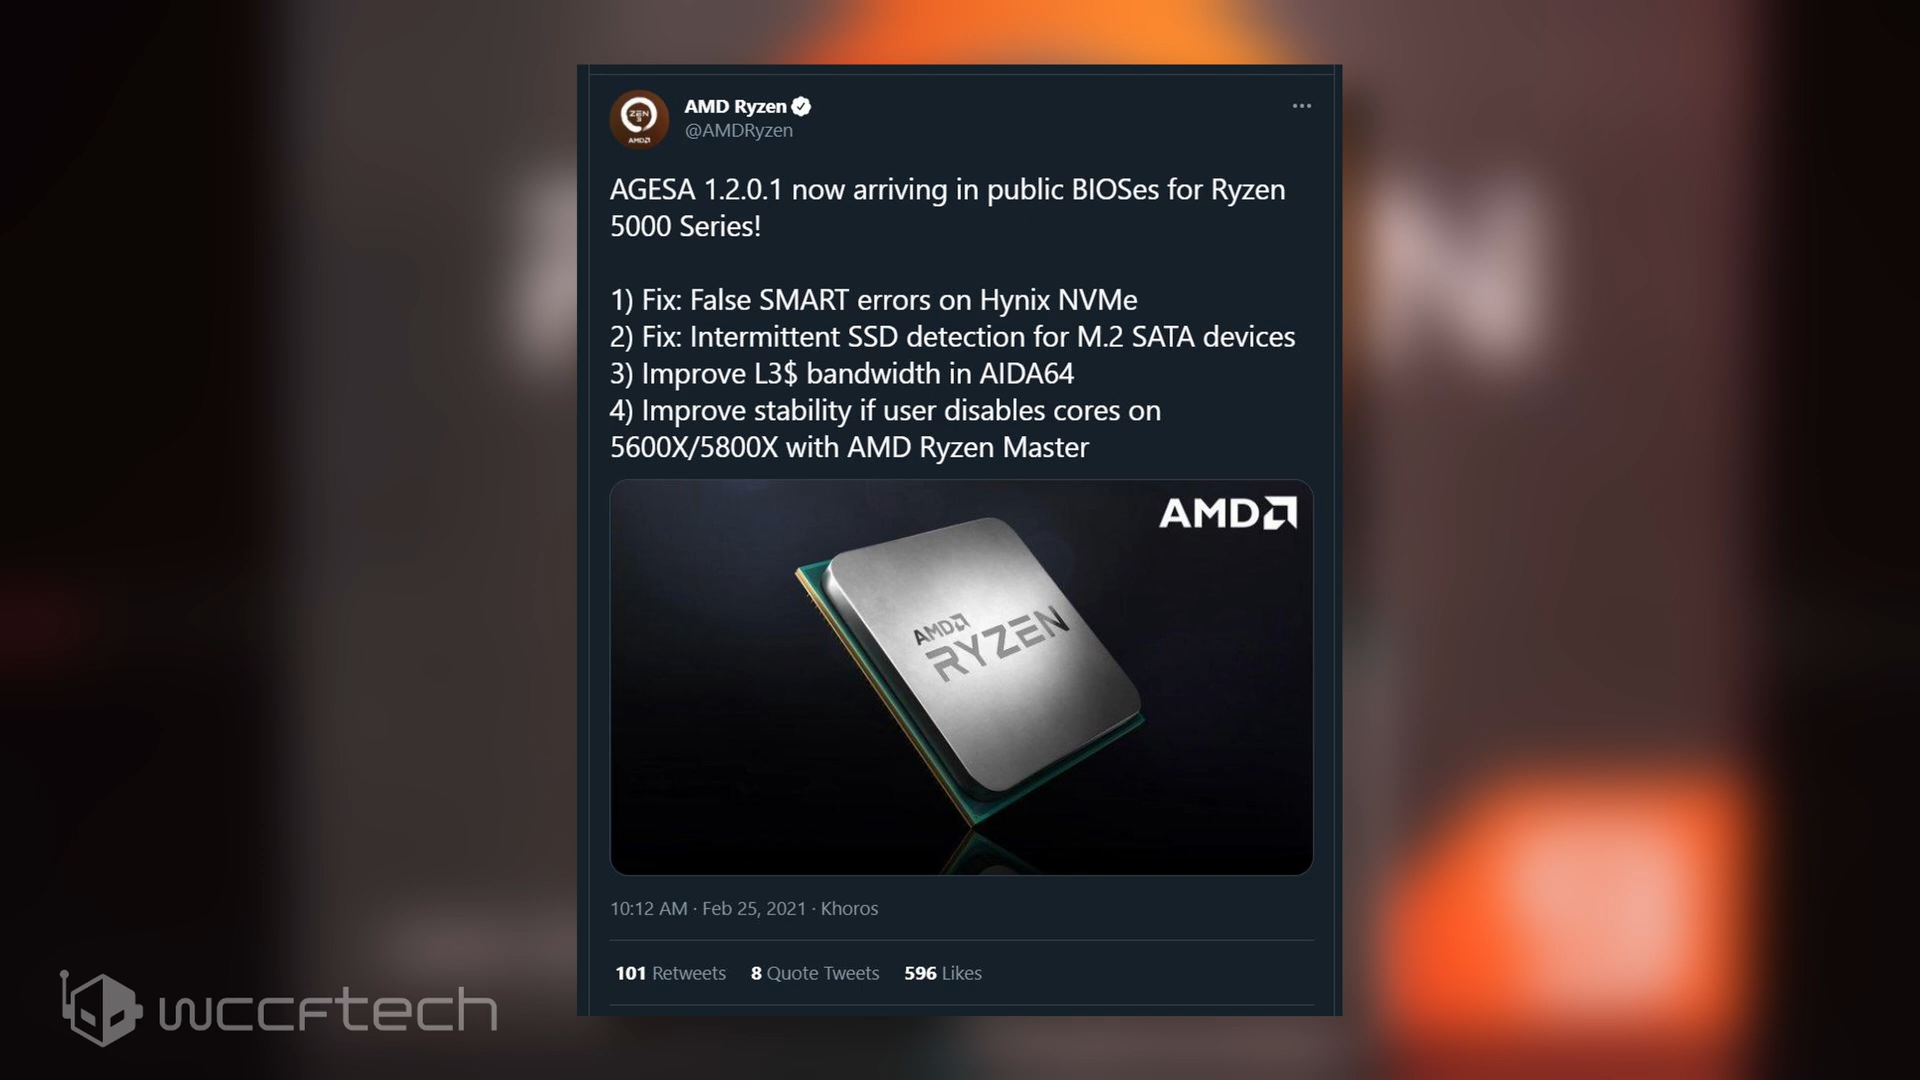 ZEN
3
AMD
AMD Ryzen
@AMDRyzen
AGESA 1.2.0.1 now arriving in public BIOSes for Ryzen
5000 Series!
1) Fix: False SMART errors on Hynix NVMe
2) Fix: Intermittent SSD detection for M.2 SATA devices
3) Improve L3$ bandwidth in AIDA64
4) Improve stability if user disables cores on
5600X/5800X with AMD Ryzen Master
AMD
AMD
RYZEN
10:12 AM · Feb 25, 2021 · Khoros
101 Retweets 8 Quote Tweets 596 Likes
wccftech